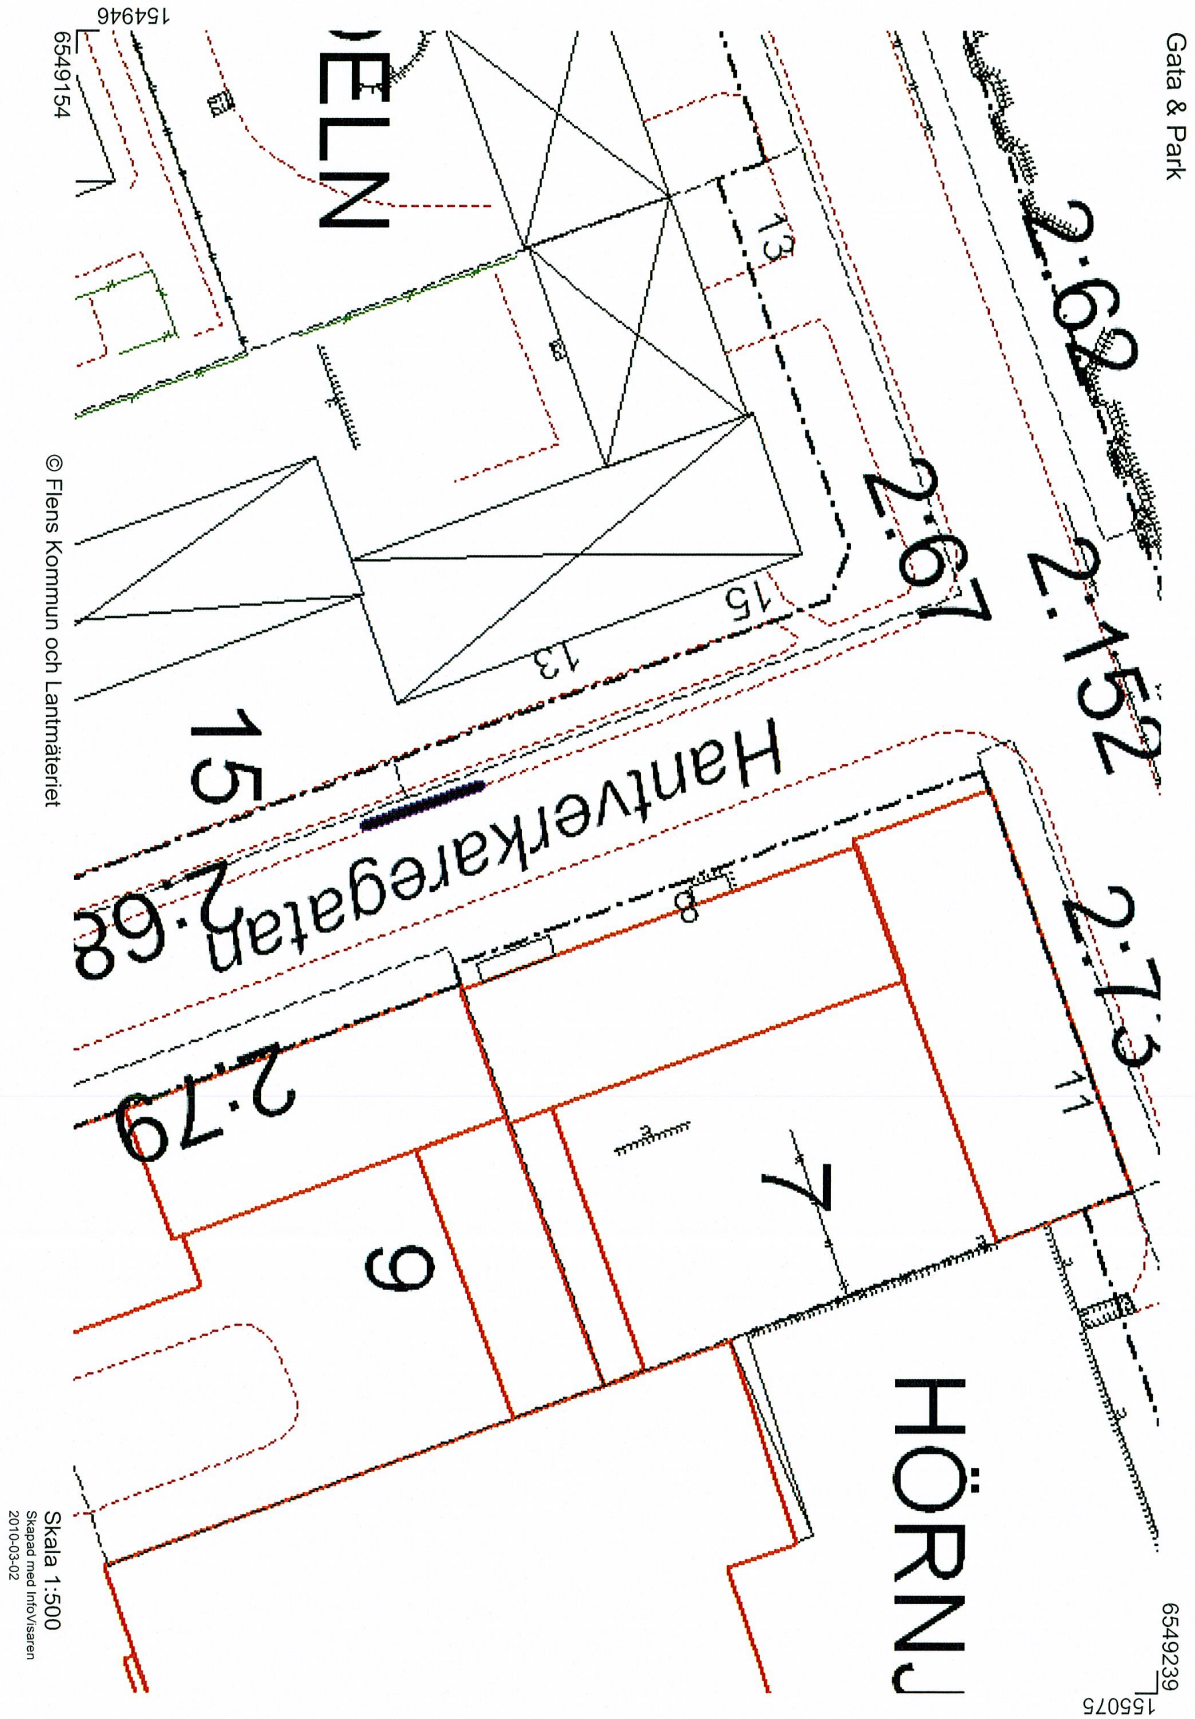 Gata & Park
154946
6549154
DELN
13
2:62
2:67
2:152
15
13
15
Hantverkaregatan
2:68
8
2:79
2:73
11
7
9
HÖRNJ
© Flens Kommun och Lantmäteriet
Skala 1:500
Skapad med InfoVisaren
2010-03-02
6549239
155075